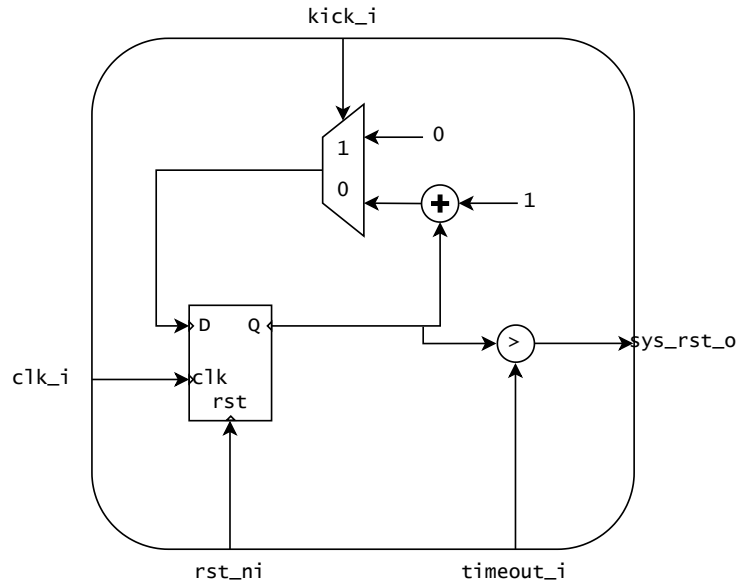 kick_i
0
1
0
1
D
Q
>
sys_rst_o
clk_i
clk
rst
rst_ni
timeout_i